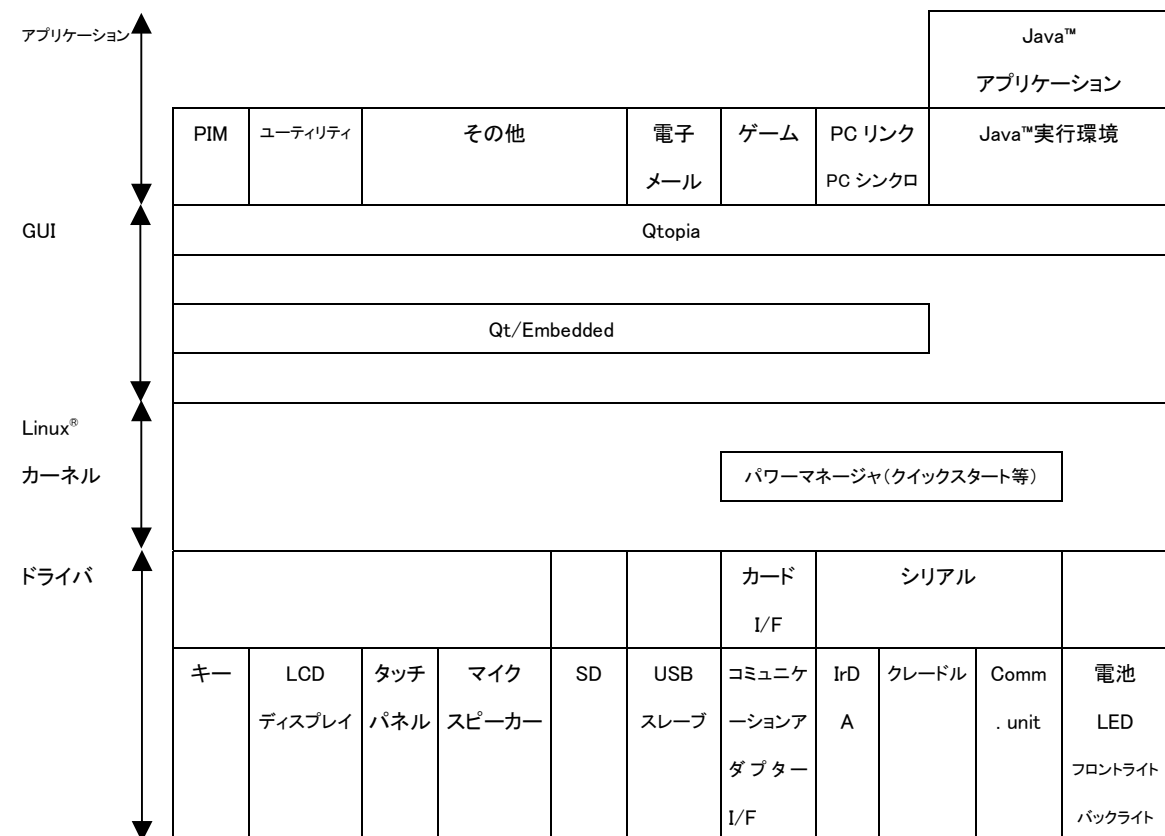 アプリケーション
Java™
アプリケーション
PIM
ユーティリティ
その他
電子
メール
ゲーム
PC リンク
PC シンクロ
Java™実行環境
GUI
Qtopia
Qt/Embedded
Linux®
カーネル
パワーマネージャ(クイックスタート等)
ドライバ
カード
I/F
シリアル
キー
LCD
ディスプレイ
タッチ
パネル
マイク
スピーカー
SD
USB
スレーブ
コミュニケ
ーションア
ダプター
I/F
IrD
A
クレードル
Comm
. unit
電池
LED
フロントライト
バックライト